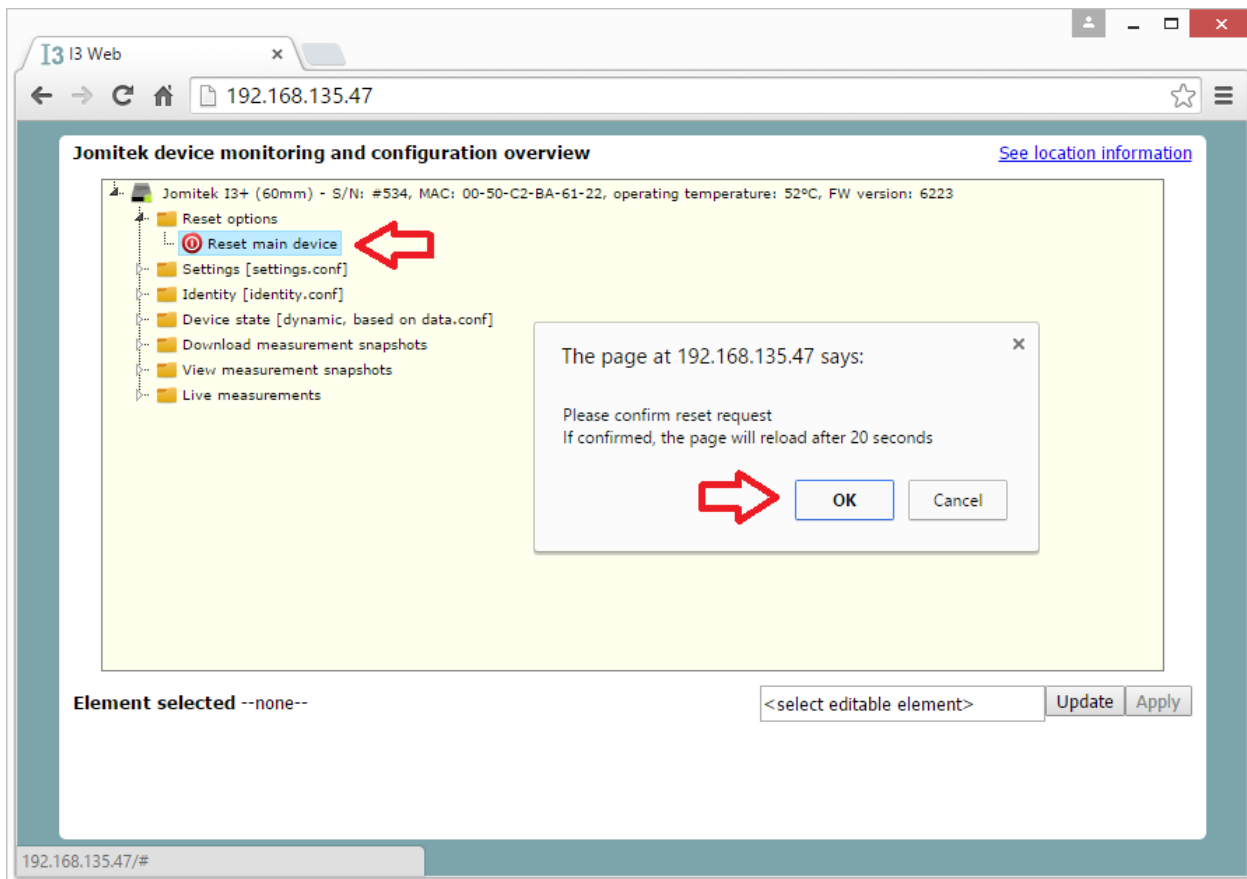 I3 I3 Web
192.168.135.47
Jomitek device monitoring and configuration overview See location information
Jomitek I3+ (60mm) - S/N: #534, MAC: 00-50-C2-BA-61-22, operating temperature: 52ºC, FW version: 6223
Reset options
Reset main device
Settings [settings.conf]
Identity [identity.conf]
Device state [dynamic, based on data.conf]
Download measurement snapshots
View measurement snapshots
Live measurements
The page at 192.168.135.47 says:
Please confirm reset request
If confirmed, the page will reload after 20 seconds
OK Cancel
Element selected --none-- <select editable element> Update Apply
192.168.135.47/#